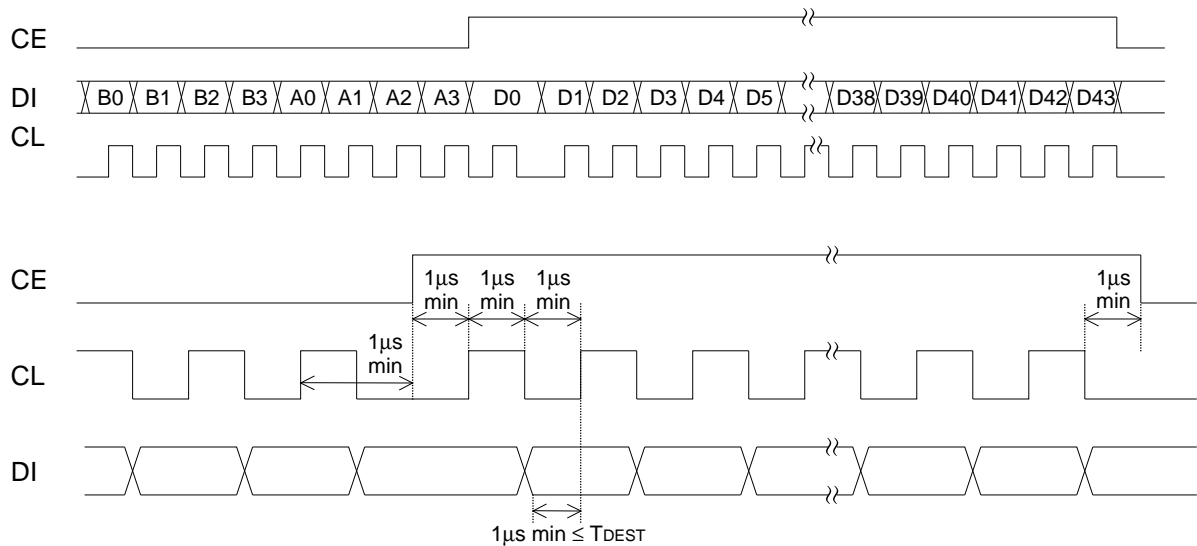 CE
DI B0 B1 B2 B3 A0 A1 A2 A3 D0 D1 D2 D3 D4 D5 D38 D39 D40 D41 D42 D43
CL
CE
1μs min 1μs min 1μs min 1μs min
CL
1μs min
DI
1μs min ≤ TDEST